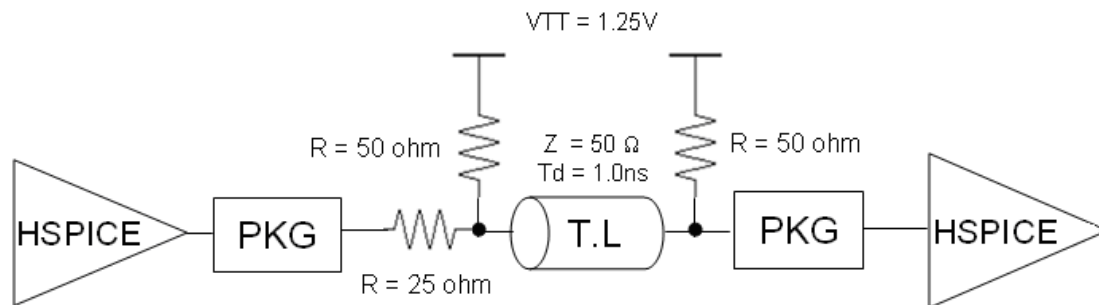 VTT = 1.25V
R = 50 ohm
Z = 50 Ω
Td = 1.0ns
R = 50 ohm
HSPICE
PKG
T.L
PKG
HSPICE
R = 25 ohm